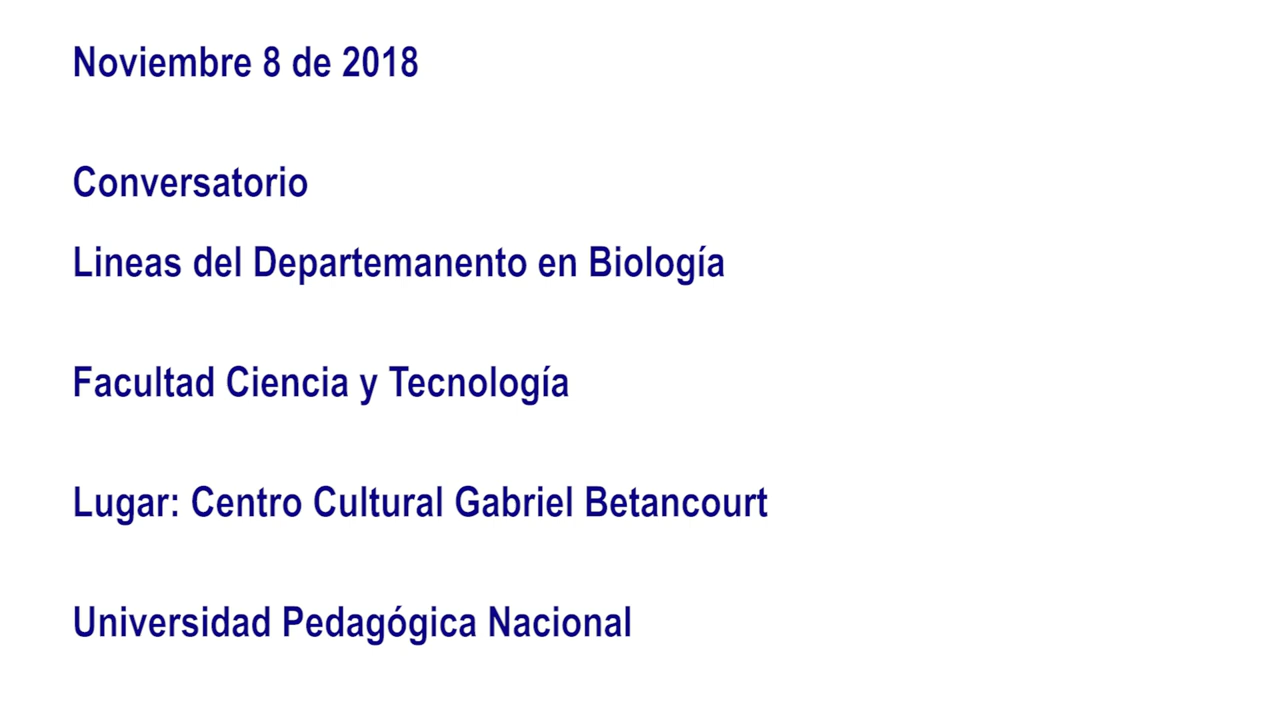 Noviembre 8 de 2018
Conversatorio
Lineas del Departemanento en Biología
Facultad Ciencia y Tecnología
Lugar: Centro Cultural Gabriel Betancourt
Universidad Pedagógica Nacional